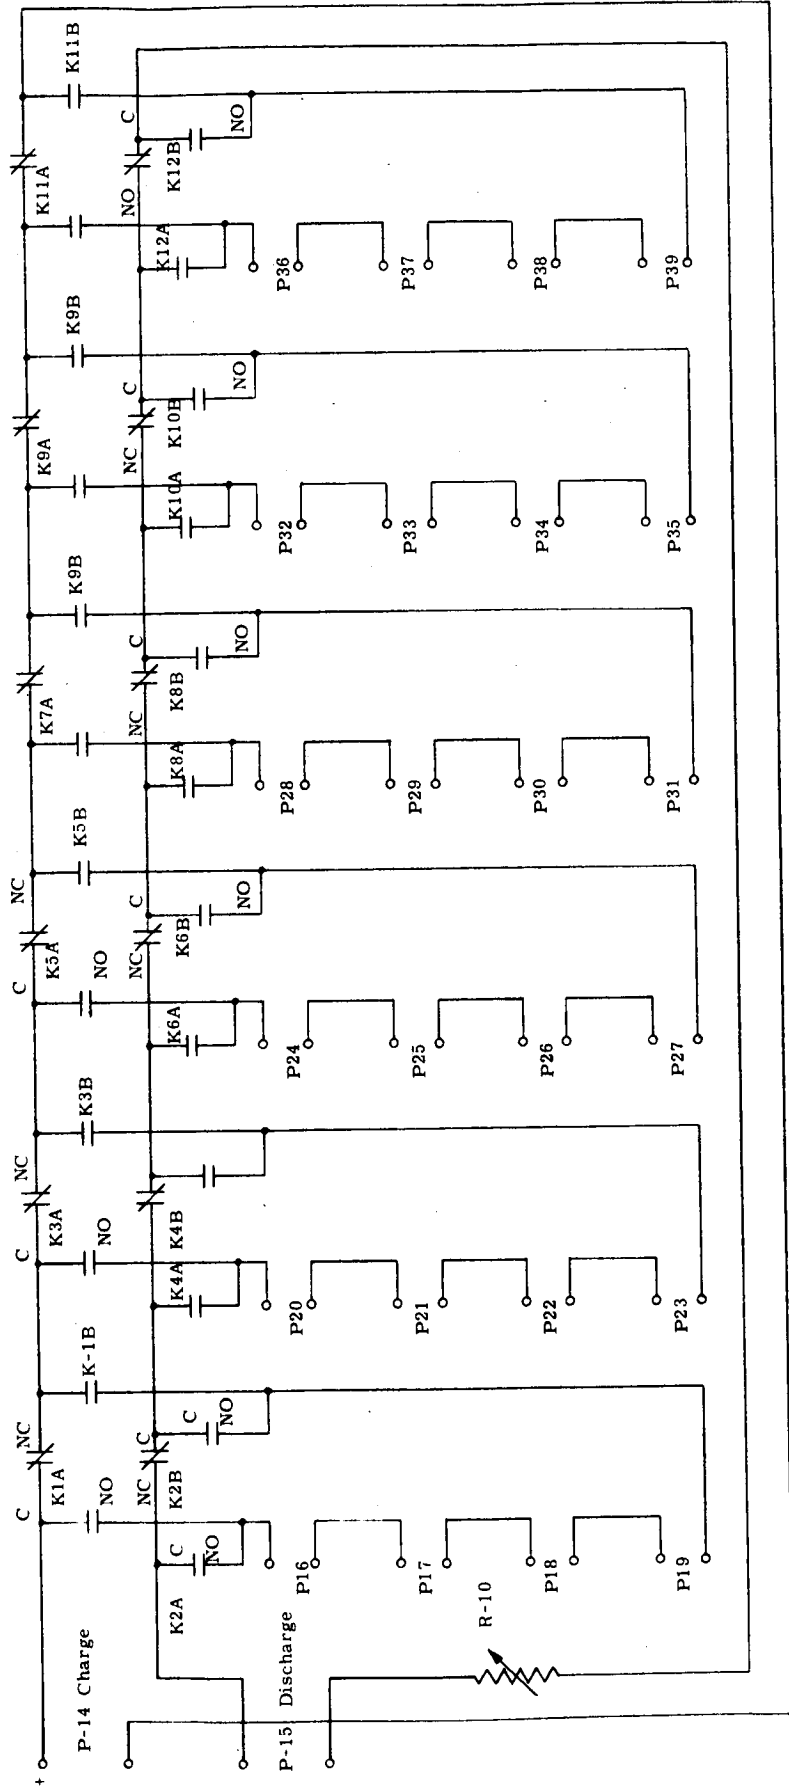 C
NC
C
NC
C
NC
+
K1A
K3A
K5A
K7A
K9A
K11A
P-14 Charge
NO
K-1B
NO
K3B
NO
K5B
K9B
K9B
K11B
NC
C
NC
C
NC
C
NC
C
NO
C
K2A
C
K2B
C
K4A
K4B
K6A
K6B
K8A
K8B
K10A
K10B
K12A
K12B
NO
NO
NO
NO
NO
NO
P-15 Discharge
P16
P20
P24
P28
P32
P36
P17
P21
P25
P29
P33
P37
R-10
P18
P22
P26
P30
P34
P38
P19
P23
P27
P31
P35
P39